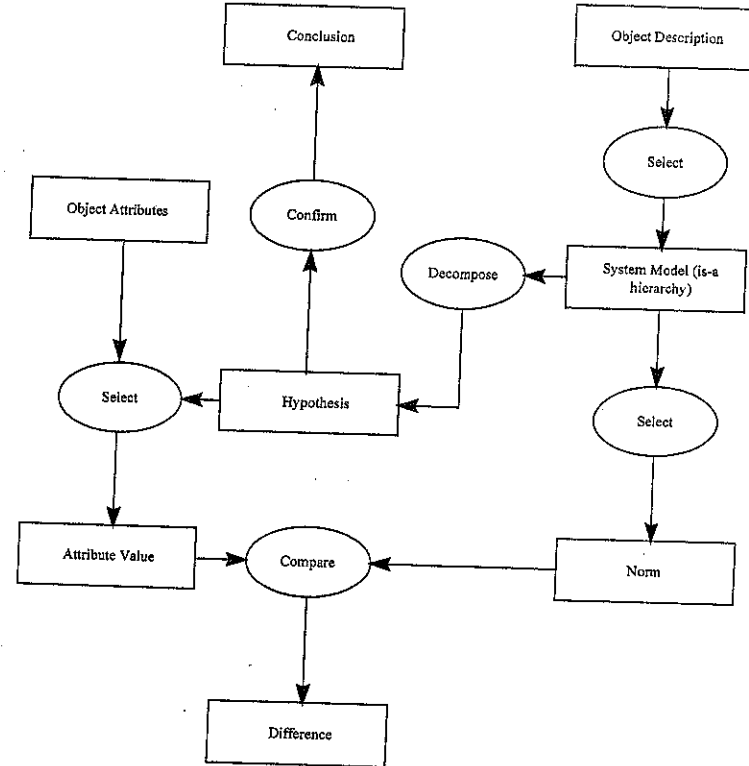 Conclusion
Object Description
Select
Object Attributes
Confirm
Decompose
System Model (is-a
hierarchy)
Select
Hypothesis
Select
Attribute Value
Compare
Norm
Difference